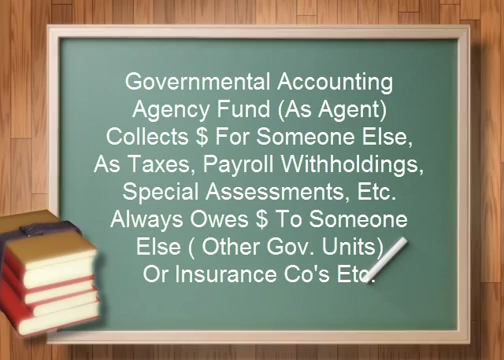 Governmental Accounting
Agency Fund (As Agent)
Collects $ For Someone Else,
As Taxes, Payroll Withholdings,
Special Assessments, Etc.
Always Owes $ To Someone
Else ( Other Gov. Units)
Or Insurance Co's Etc.